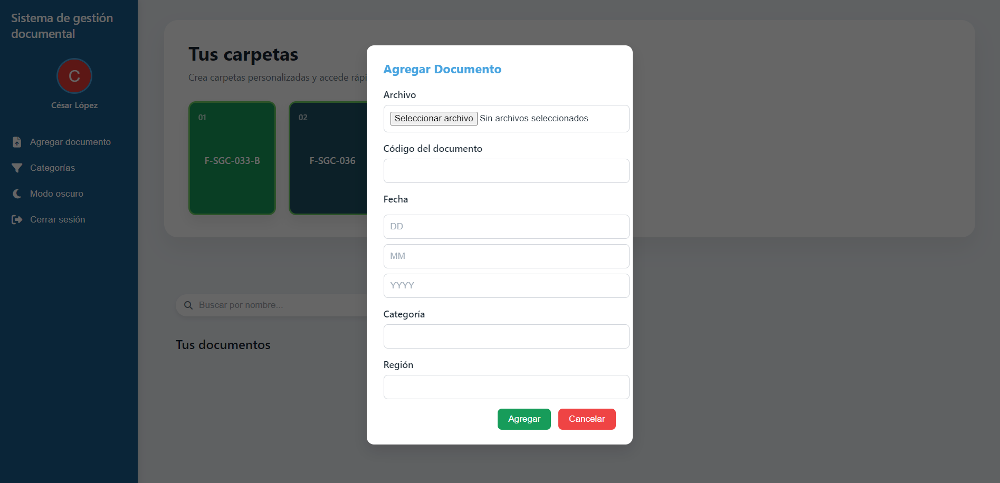 Sistema de gestión
documental
C
César López
Agregar documento
Categorías
Modo oscuro
Cerrar sesión
Tus carpetas
Crea carpetas personalizadas y accede rápi
01
F-SGC-033-B
02
F-SGC-036
Buscar por nombre...
Tus documentos
Agregar Documento
Archivo
Seleccionar archivo Sin archivos seleccionados
Código del documento
Fecha
DD
MM
YYYY
Categoría
Región
Agregar Cancelar